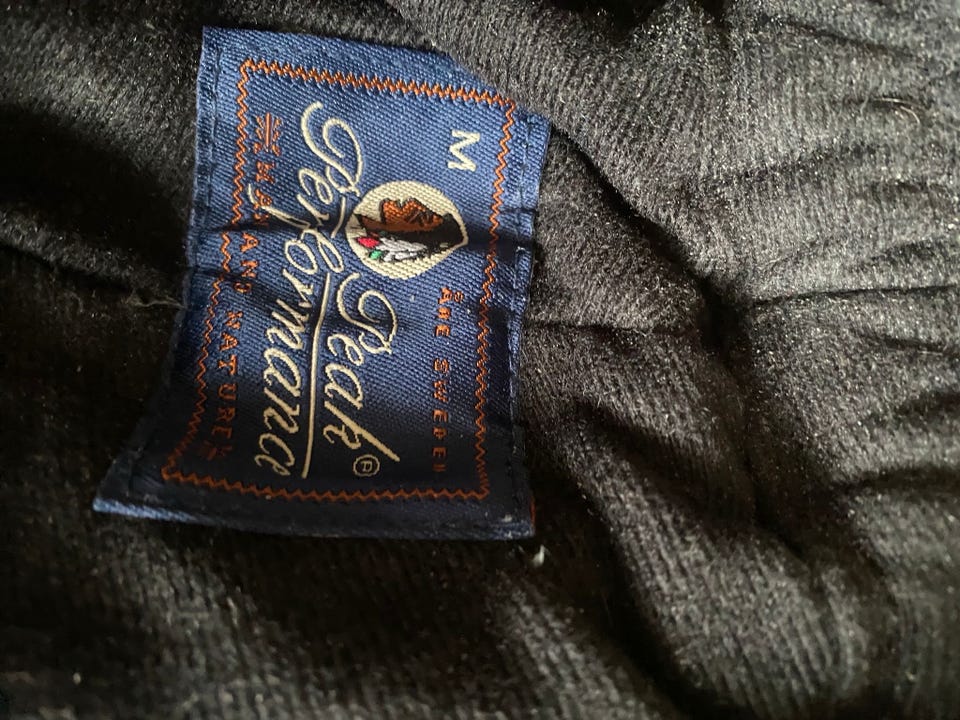 M
ÅRE SWEDEN
Peak®
Performance
MAN AND NATURE